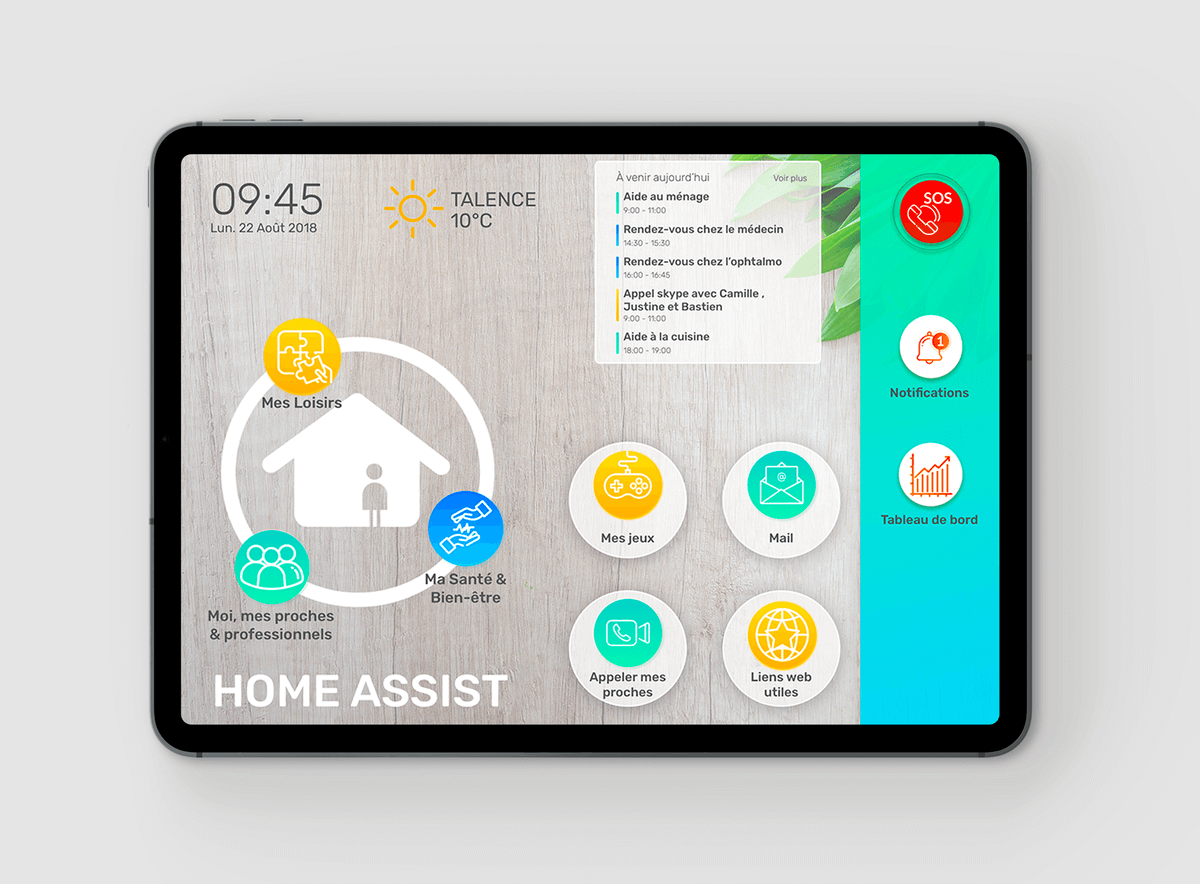 09:45
Lun. 22 Août 2018
TALENCE
10°C
À venir aujourd'hui
Voir plus
Aide au ménage
9:00 - 11:00
Rendez-vous chez le médecin
14:30 - 15:30
Rendez-vous chez l'ophtalmo
16:00 - 16:45
Appel skype avec Camille ,
Justine et Bastien
9:00 - 11:00
Aide à la cuisine
18:00 - 19:00
SOS
1
Notifications
Tableau de bord
Mes Loisirs
Ma Santé &
Bien-être
Moi, mes proches
& professionnels
HOME ASSIST
Mes jeux
@
Mail
Appeler mes
proches
Liens web
utiles